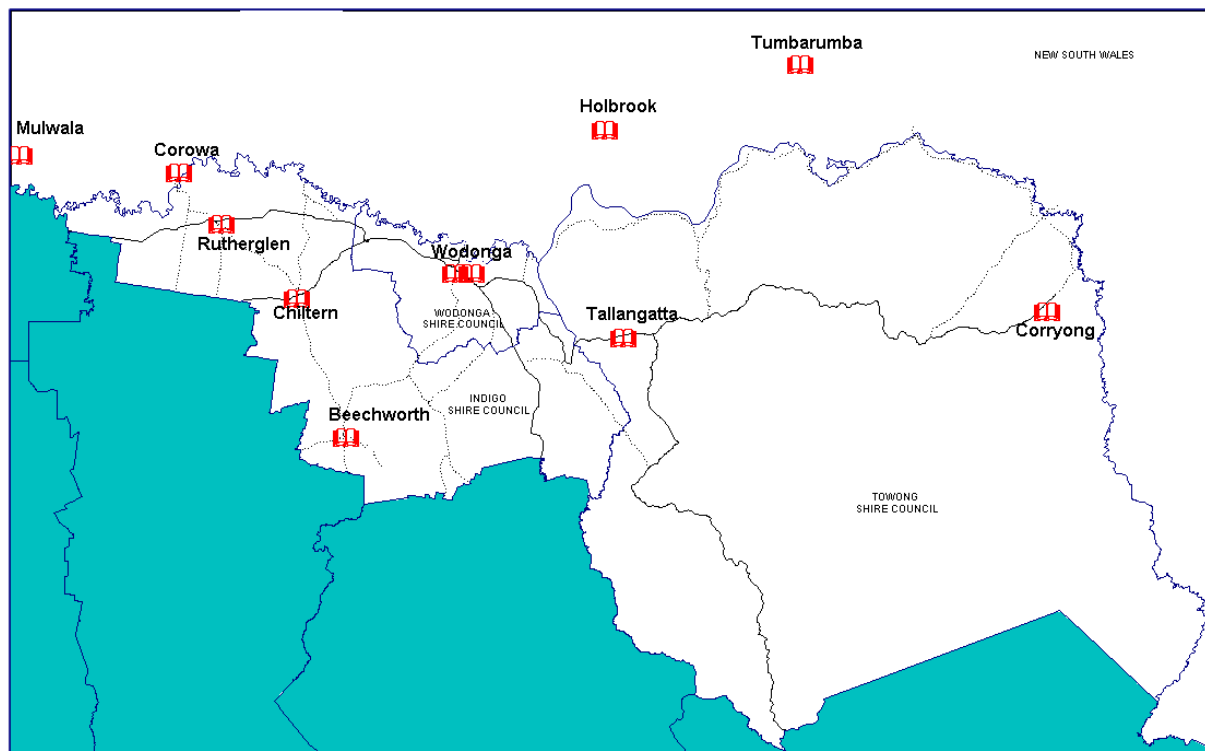 Tumbarumba
NEW SOUTH WALES
Holbrook
Mulwala
Corowa
Rutherglen
Wodonga
Chiltern
WODONGA
SHIRE COUNCIL
Tallangatta
Corryong
INDIGO
SHIRE COUNCIL
Beechworth
TOWONG
SHIRE COUNCIL